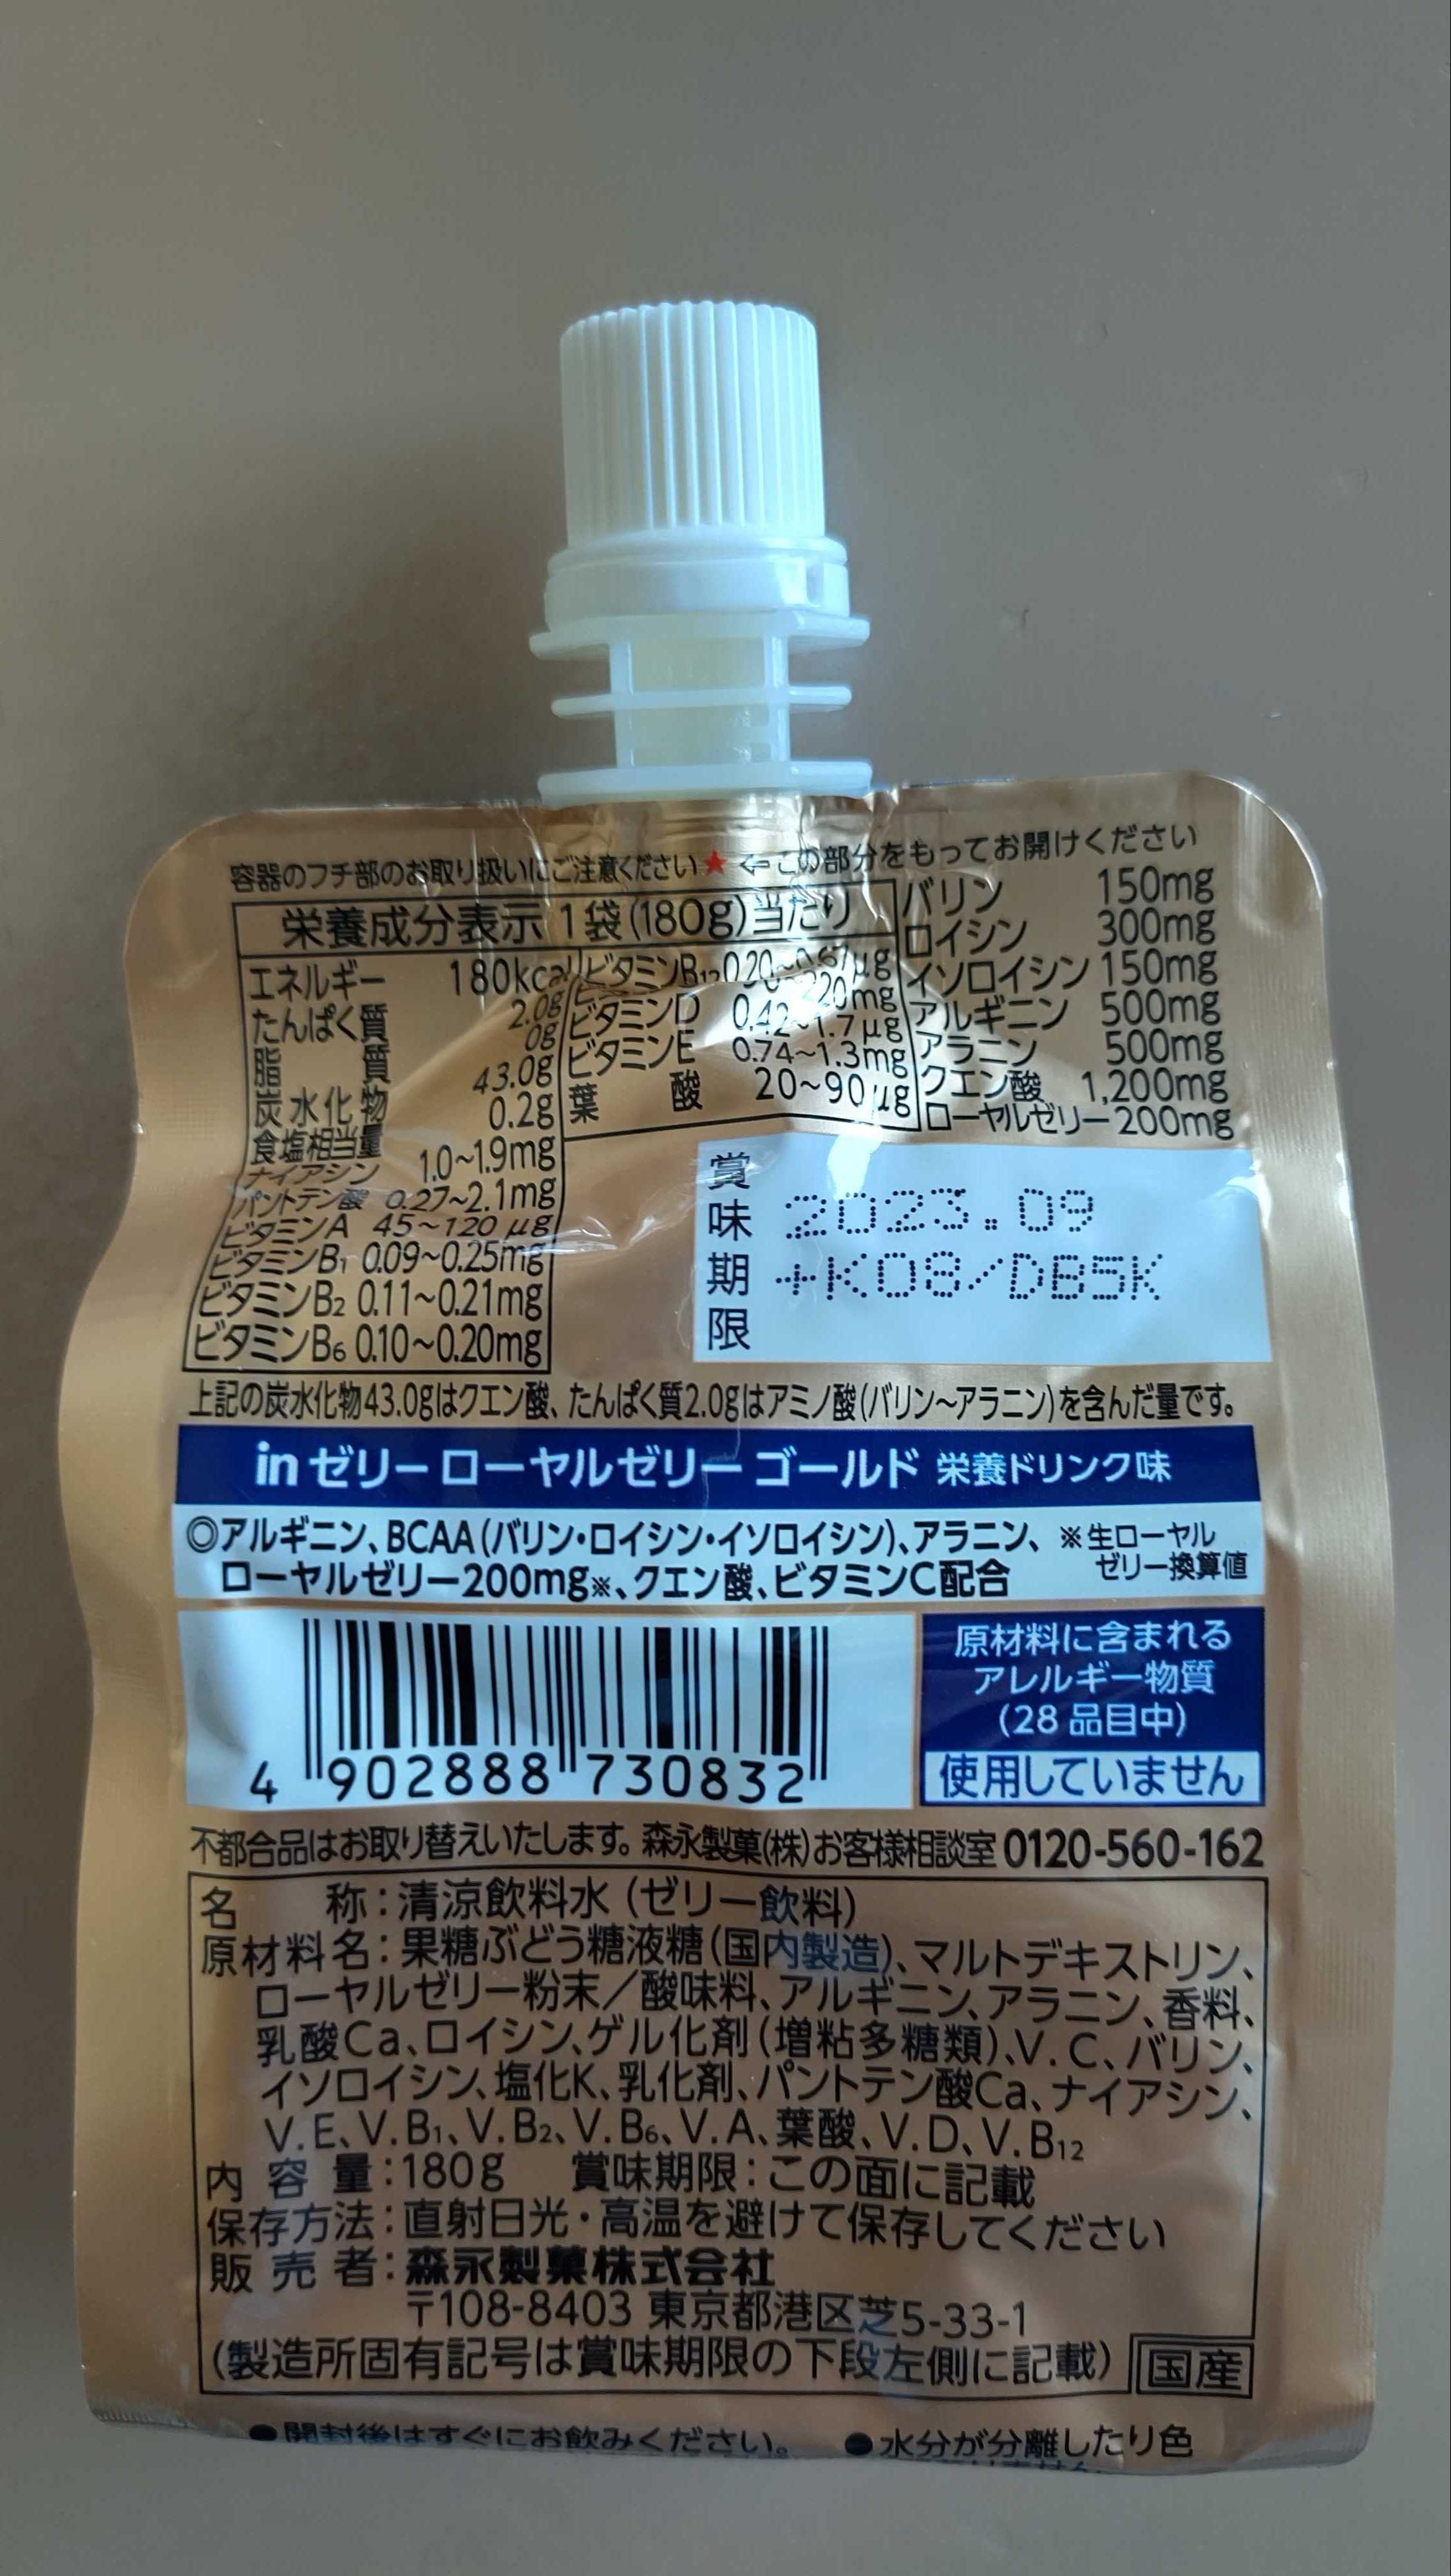 容器のフチ部のお取り扱いにご注意ください★⇦この部分をもってお開けください
栄養成分表示 1袋(180g)当たり
エネルギー 180kcal
たんぱく質 2.0g
脂質 0g
炭水化物 43.0g
食塩相当量 0.2g
ナイアシン 1.0~1.9mg
パントテン酸 0.27~2.1mg
ビタミンA 45~120μg
ビタミンB1 0.09~0.25mg
ビタミンB2 0.11~0.21mg
ビタミンB6 0.10~0.20mg
ビタミンB12 0.20~0.67μg
ビタミンD 0.42~1.7μg
ビタミンE 0.74~1.3mg
葉酸 20~90μg
バリン 150mg
ロイシン 300mg
イソロイシン 150mg
アルギニン 500mg
アラニン 500mg
クエン酸 1,200mg
ローヤルゼリー 200mg
賞味期限
2023.09
+K08/DB5K
上記の炭水化物43.0gはクエン酸、たんぱく質2.0gはアミノ酸(バリン~アラニン)を含んだ量です。
inゼリー ローヤルゼリー ゴールド 栄養ドリンク味
◎アルギニン、BCAA(バリン・ロイシン・イソロイシン)、アラニン、
ローヤルゼリー200mg※、クエン酸、ビタミンC配合
※生ローヤル
ゼリー換算値
4 902888 730832
原材料に含まれる
アレルギー物質
(28品目中)
使用していません
不都合品はお取り替えいたします。森永製菓(株)お客様相談室 0120-560-162
名称:清涼飲料水(ゼリー飲料)
原材料名:果糖ぶどう糖液糖(国内製造)、マルトデキストリン、
ローヤルゼリー粉末/酸味料、アルギニン、アラニン、香料、
乳酸Ca、ロイシン、ゲル化剤(増粘多糖類)、V.C、バリン、
イソロイシン、塩化K、乳化剤、パントテン酸Ca、ナイアシン、
V.E、V.B1、V.B2、V.B6、V.A、葉酸、V.D、V.B12
内容量:180g 賞味期限:この面に記載
保存方法:直射日光・高温を避けて保存してください
販売者:森永製菓株式会社
〒108-8403 東京都港区芝5-33-1
(製造所固有記号は賞味期限の下段左側に記載)
国産
●開封後はすぐにお飲みください。 ●水分が分離したり色